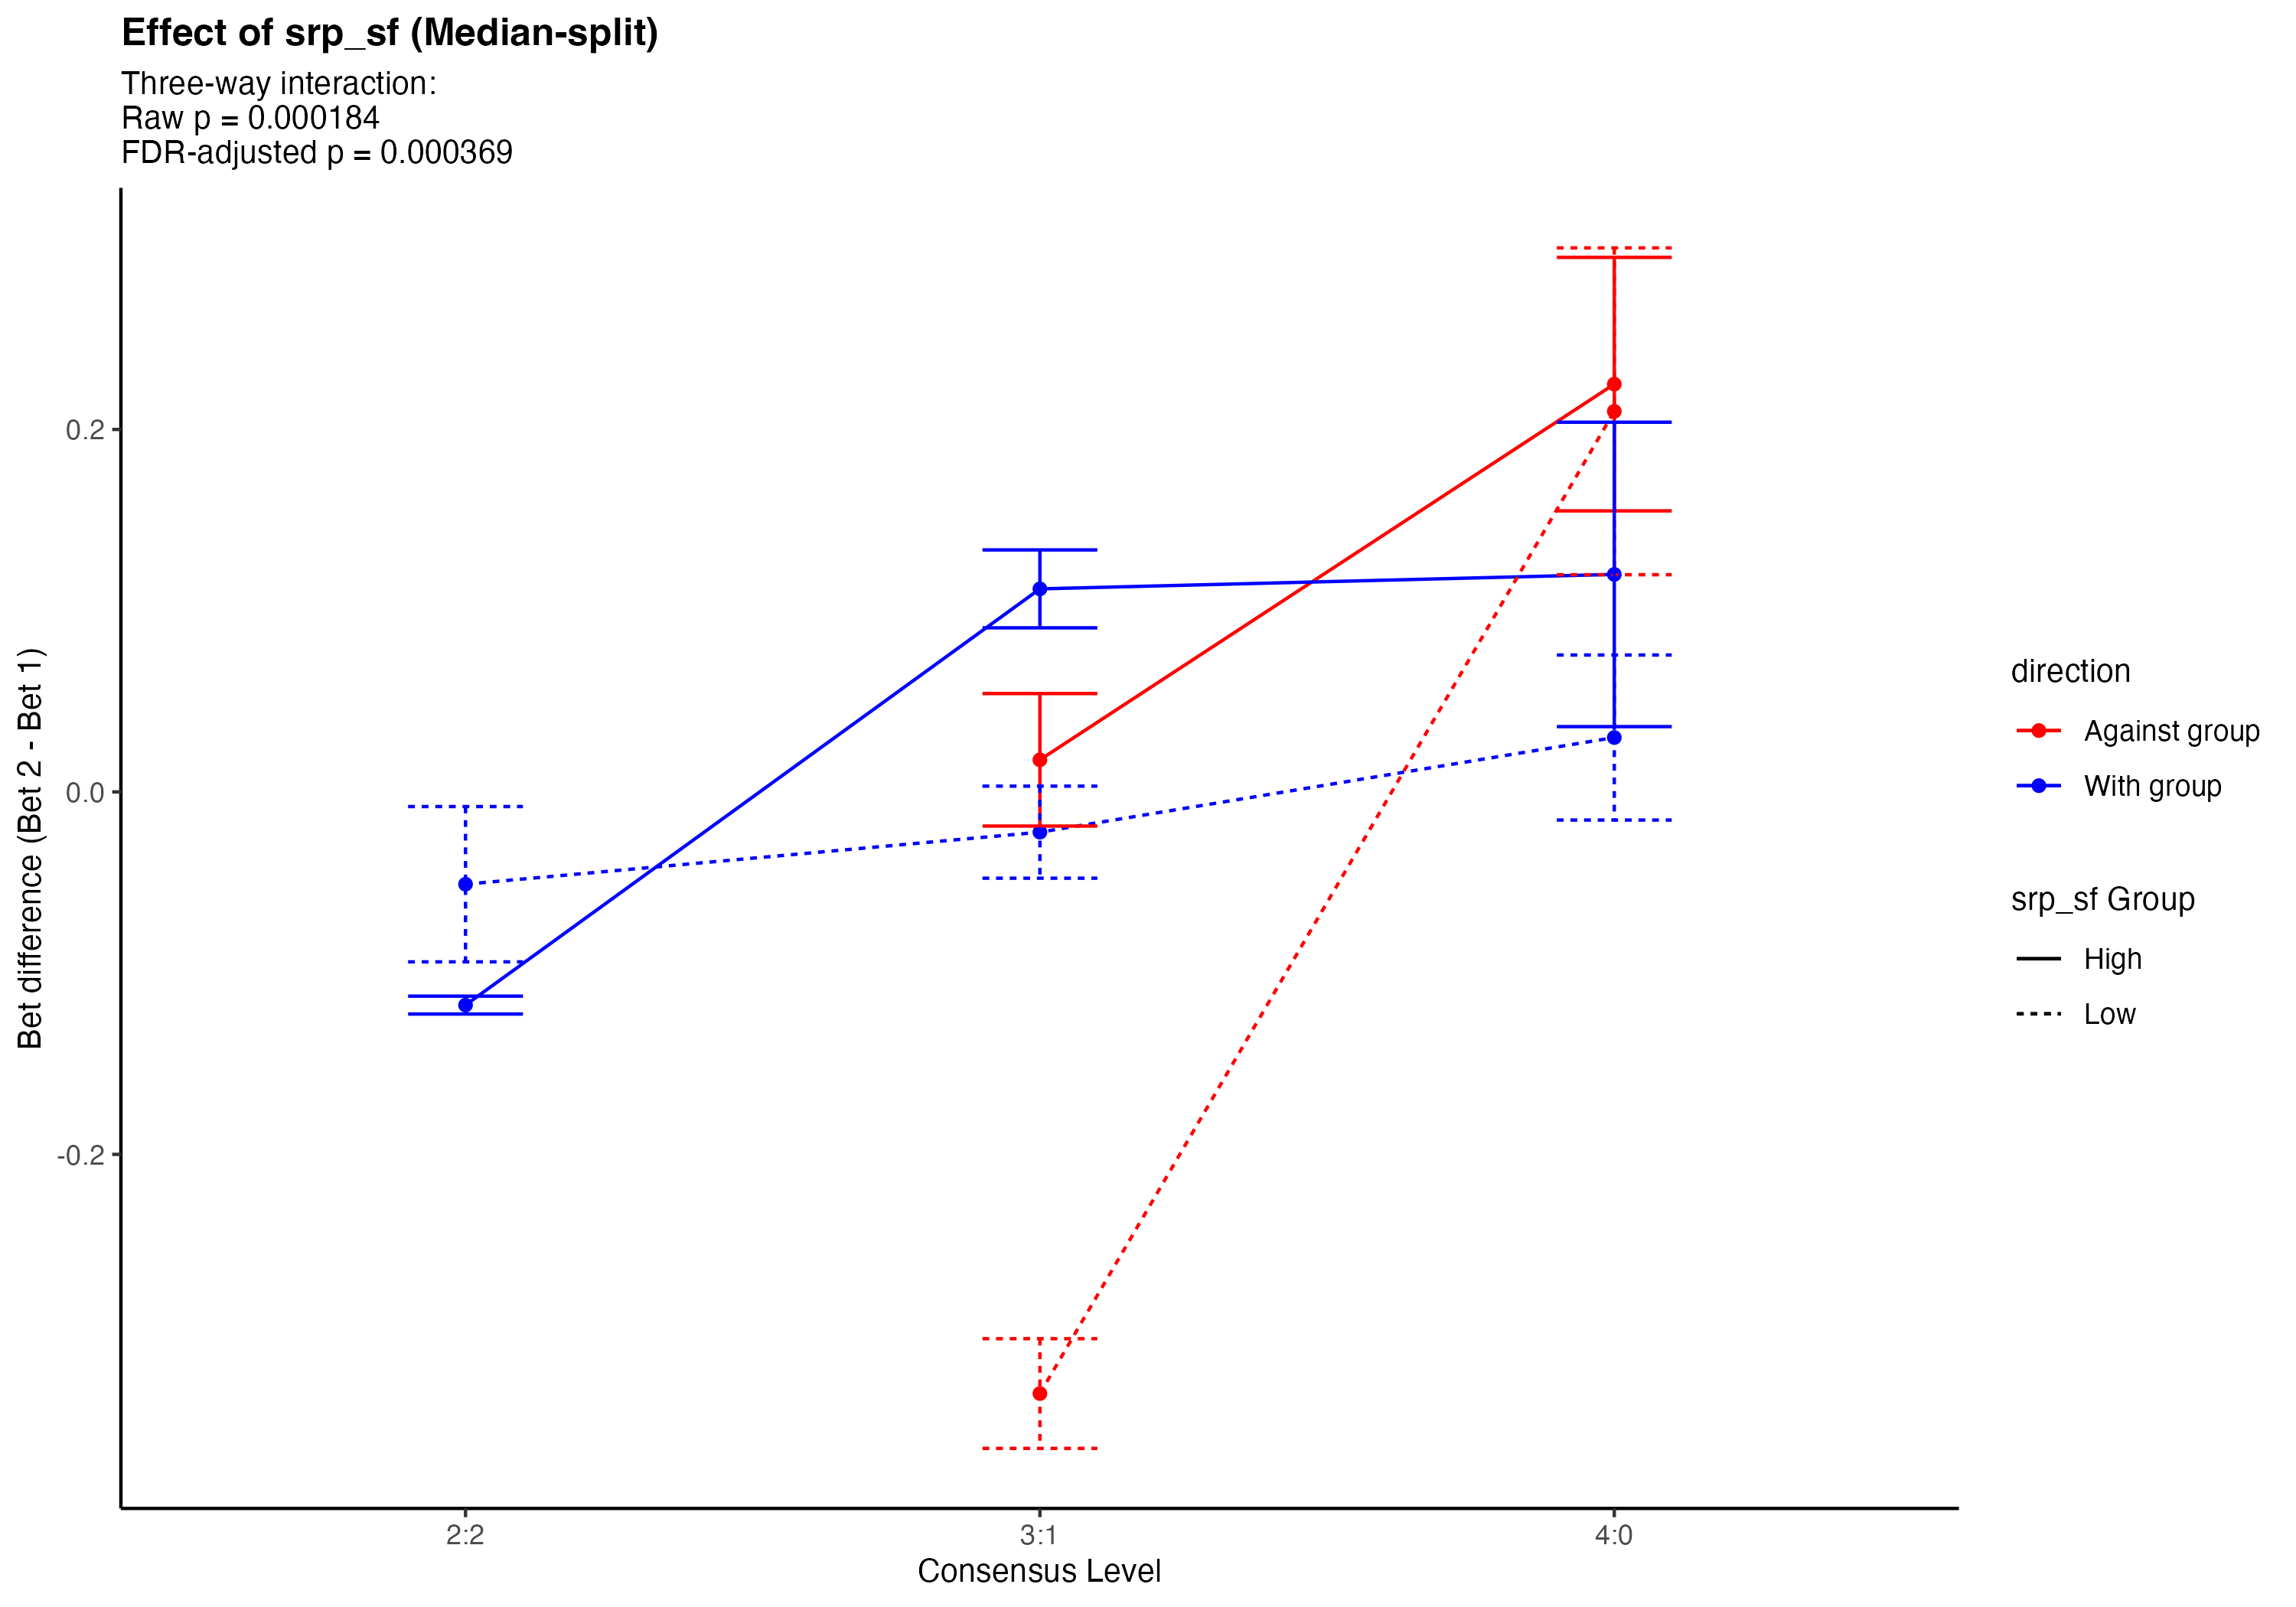 Effect of srp_sf (Median-split)
Three-way interaction:
Raw p = 0.000184
FDR-adjusted p = 0.000369
Bet difference (Bet 2 - Bet 1)
0.2
0.0
-0.2
2:2
3:1
4:0
Consensus Level
direction
Against group
With group
srp_sf Group
High
Low